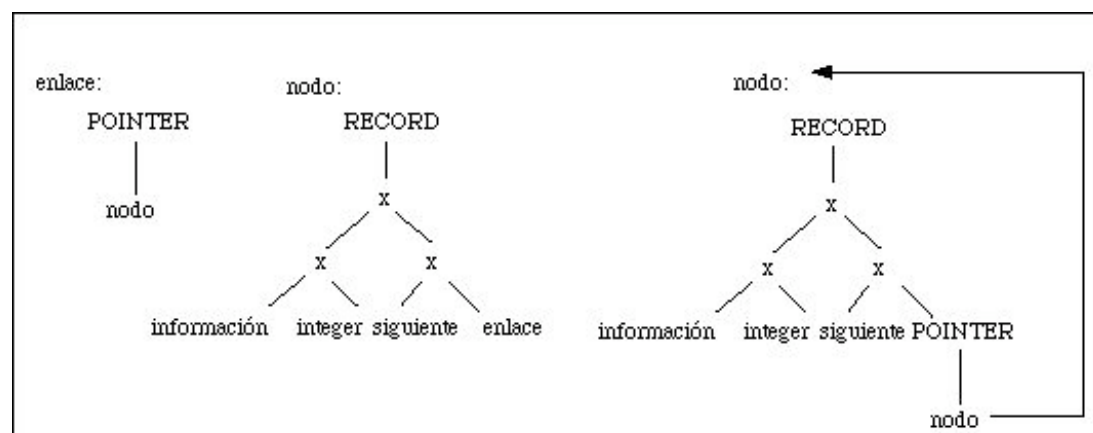 enlace:
POINTER
nodo
nodo:
RECORD
x
x x
información integer siguiente enlace
nodo:
RECORD
x
x x
información integer siguiente POINTER
nodo